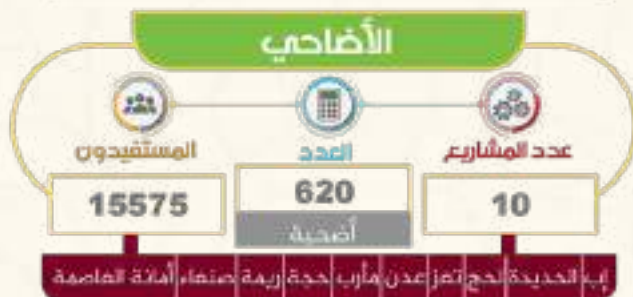 الأضاحي
عدد المشاريع العدد المستفيدون
10 620 15575
أضحية
إب الحديدة لحج تعز عدن مأرب حجة ريمة صنعاء أمانة العاصمة